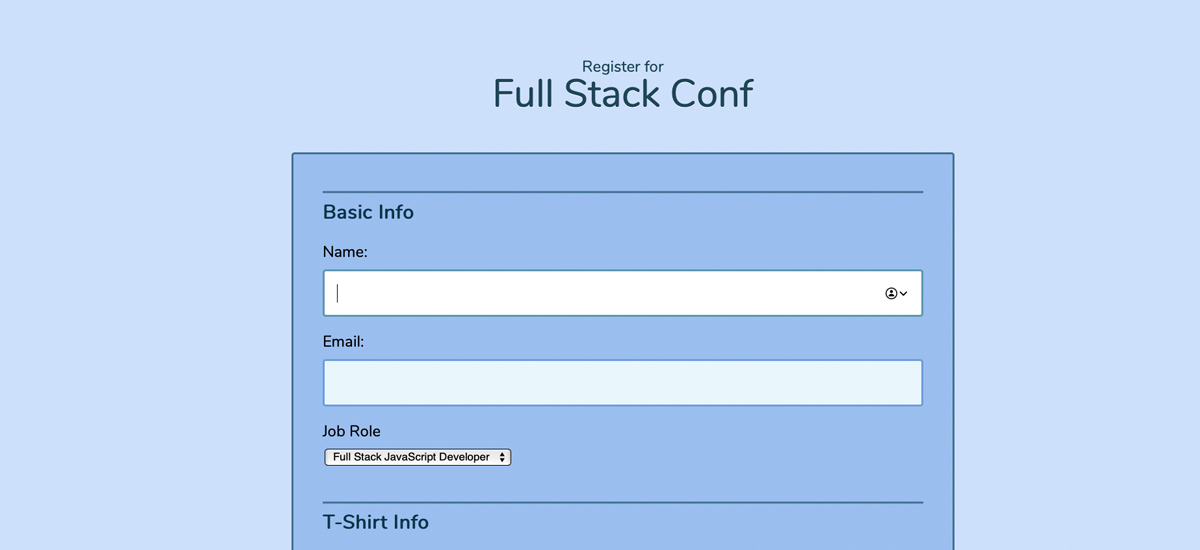 Register for
Full Stack Conf
Basic Info
Name:
Email:
Job Role
Full Stack JavaScript Developer
T-Shirt Info